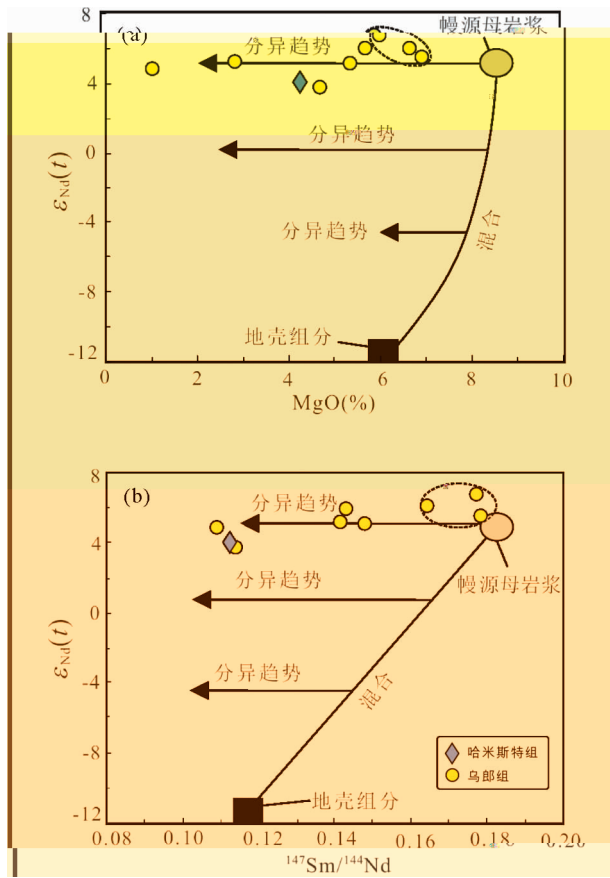 8
(a)
幔源母岩浆
分异趋势
4
分异趋势
0
εNd(t)
分异趋势
混合
-4
-8
地壳组分
-12
0 2 4 6 8 10
MgO(%)
8
(b)
分异趋势
4
幔源母岩浆
分异趋势
0
εNd(t)
分异趋势
混合
-4
-8
哈米斯特组
乌郎组
地壳组分
-12
0.08 0.10 0.12 0.14 0.16 0.18 0.20
147Sm/144Nd